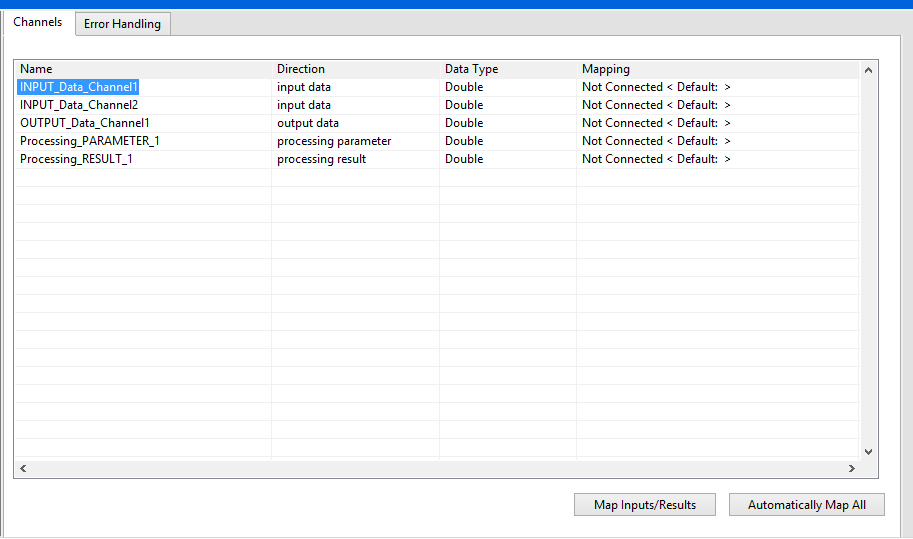 Channels Error Handling
Name Direction Data Type Mapping
INPUT_Data_Channel1 input data Double Not Connected < Default:  >
INPUT_Data_Channel2 input data Double Not Connected < Default:  >
OUTPUT_Data_Channel1 output data Double Not Connected < Default:  >
Processing_PARAMETER_1 processing parameter Double Not Connected < Default:  >
Processing_RESULT_1 processing result Double Not Connected < Default:  >
Map Inputs/Results Automatically Map All